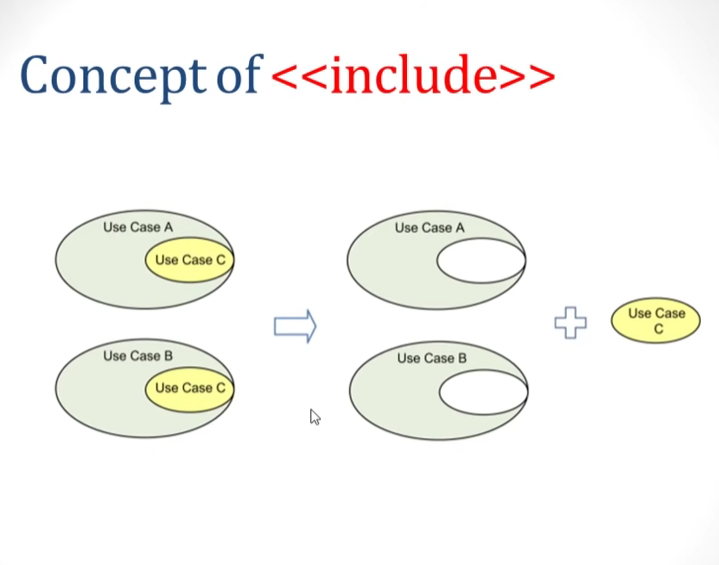 Concept of <<include>>
Use Case A
Use Case C
Use Case B
Use Case C
Use Case A
Use Case B
Use Case
C